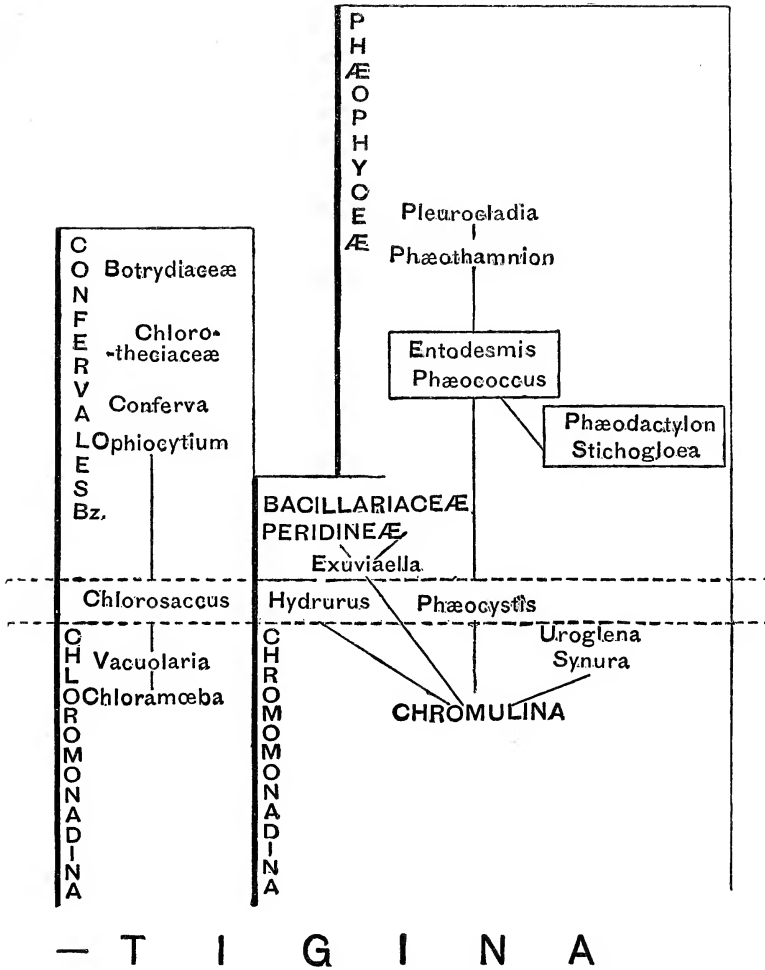 PHÆOPHYCEÆ
Pleurocladia
Phæothamnion
CONFERVALES Bz.
Botrydiaceæ
Chloro-
-theciaceæ
Conferva
Ophiocytium
Entodesmis
Phæococcus
Phæodactylon
Stichogloea
BACILLARIACEÆ
PERIDINEÆ
Exuviaella
Chlorosaccus
Hydrurus
Phæocystis
CHLOROMONADINA
Vacuolaria
Chloramœba
CHROMOMONADINA
Uroglena
Synura
CHROMULINA
—TIGINA